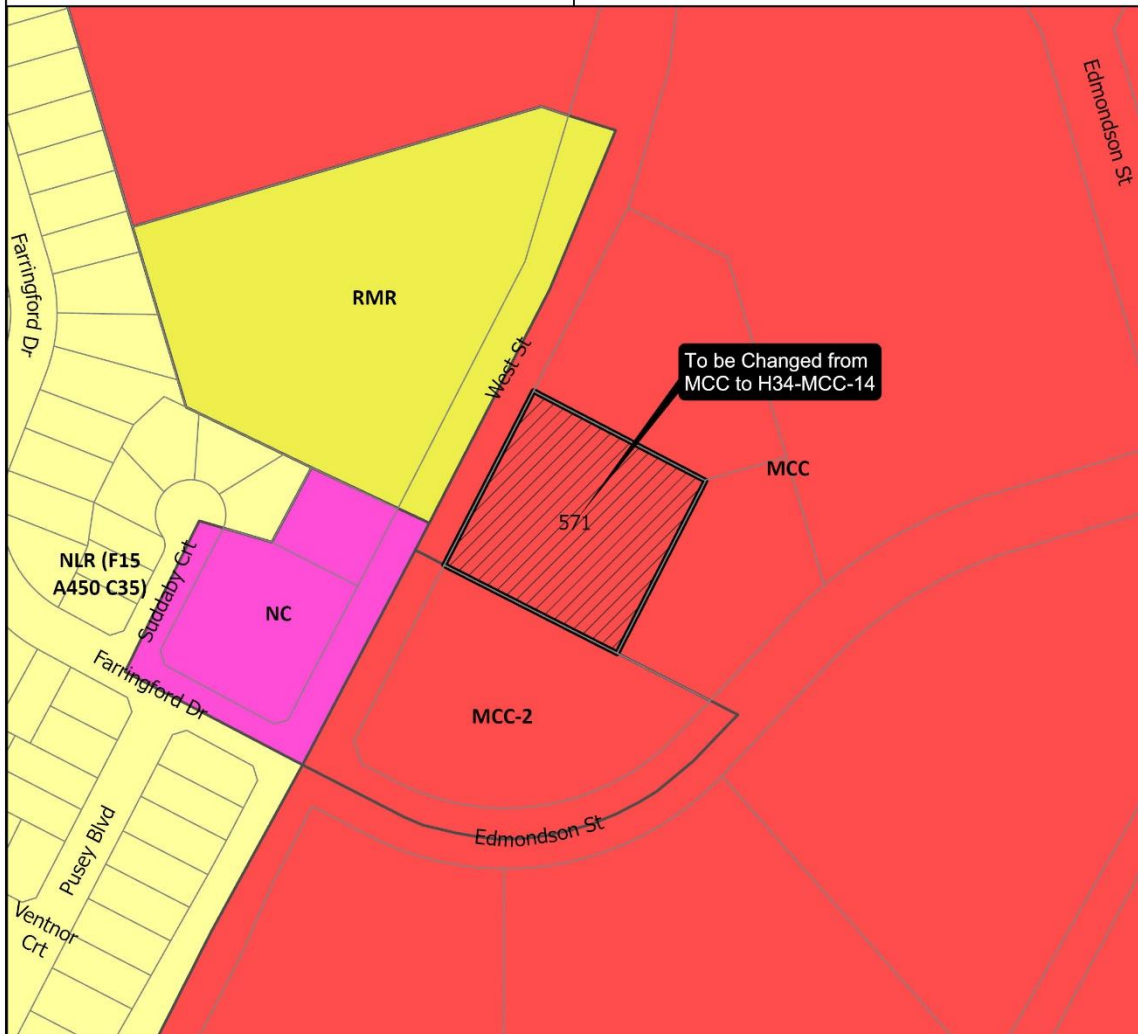 Edmondson St
Farringford Dr
RMR
West St
To be Changed from
MCC to H34-MCC-14
MCC
571
NLR (F15
A450 C35)
Suddaby Crt
NC
Farringford Dr
MCC-2
Edmondson St
Pusey Blvd
Ventnor
Crt